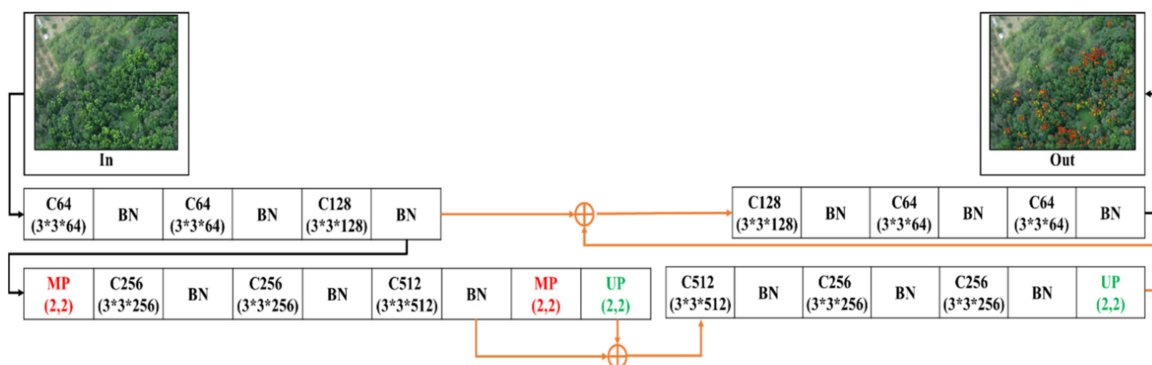 In
Out
C64
(3*3*64)
BN
C64
(3*3*64)
BN
C128
(3*3*128)
BN
C128
(3*3*128)
BN
C64
(3*3*64)
BN
C64
(3*3*64)
BN
MP
(2,2)
C256
(3*3*256)
BN
C256
(3*3*256)
BN
C512
(3*3*512)
BN
MP
(2,2)
UP
(2,2)
C512
(3*3*512)
BN
C256
(3*3*256)
BN
C256
(3*3*256)
BN
UP
(2,2)